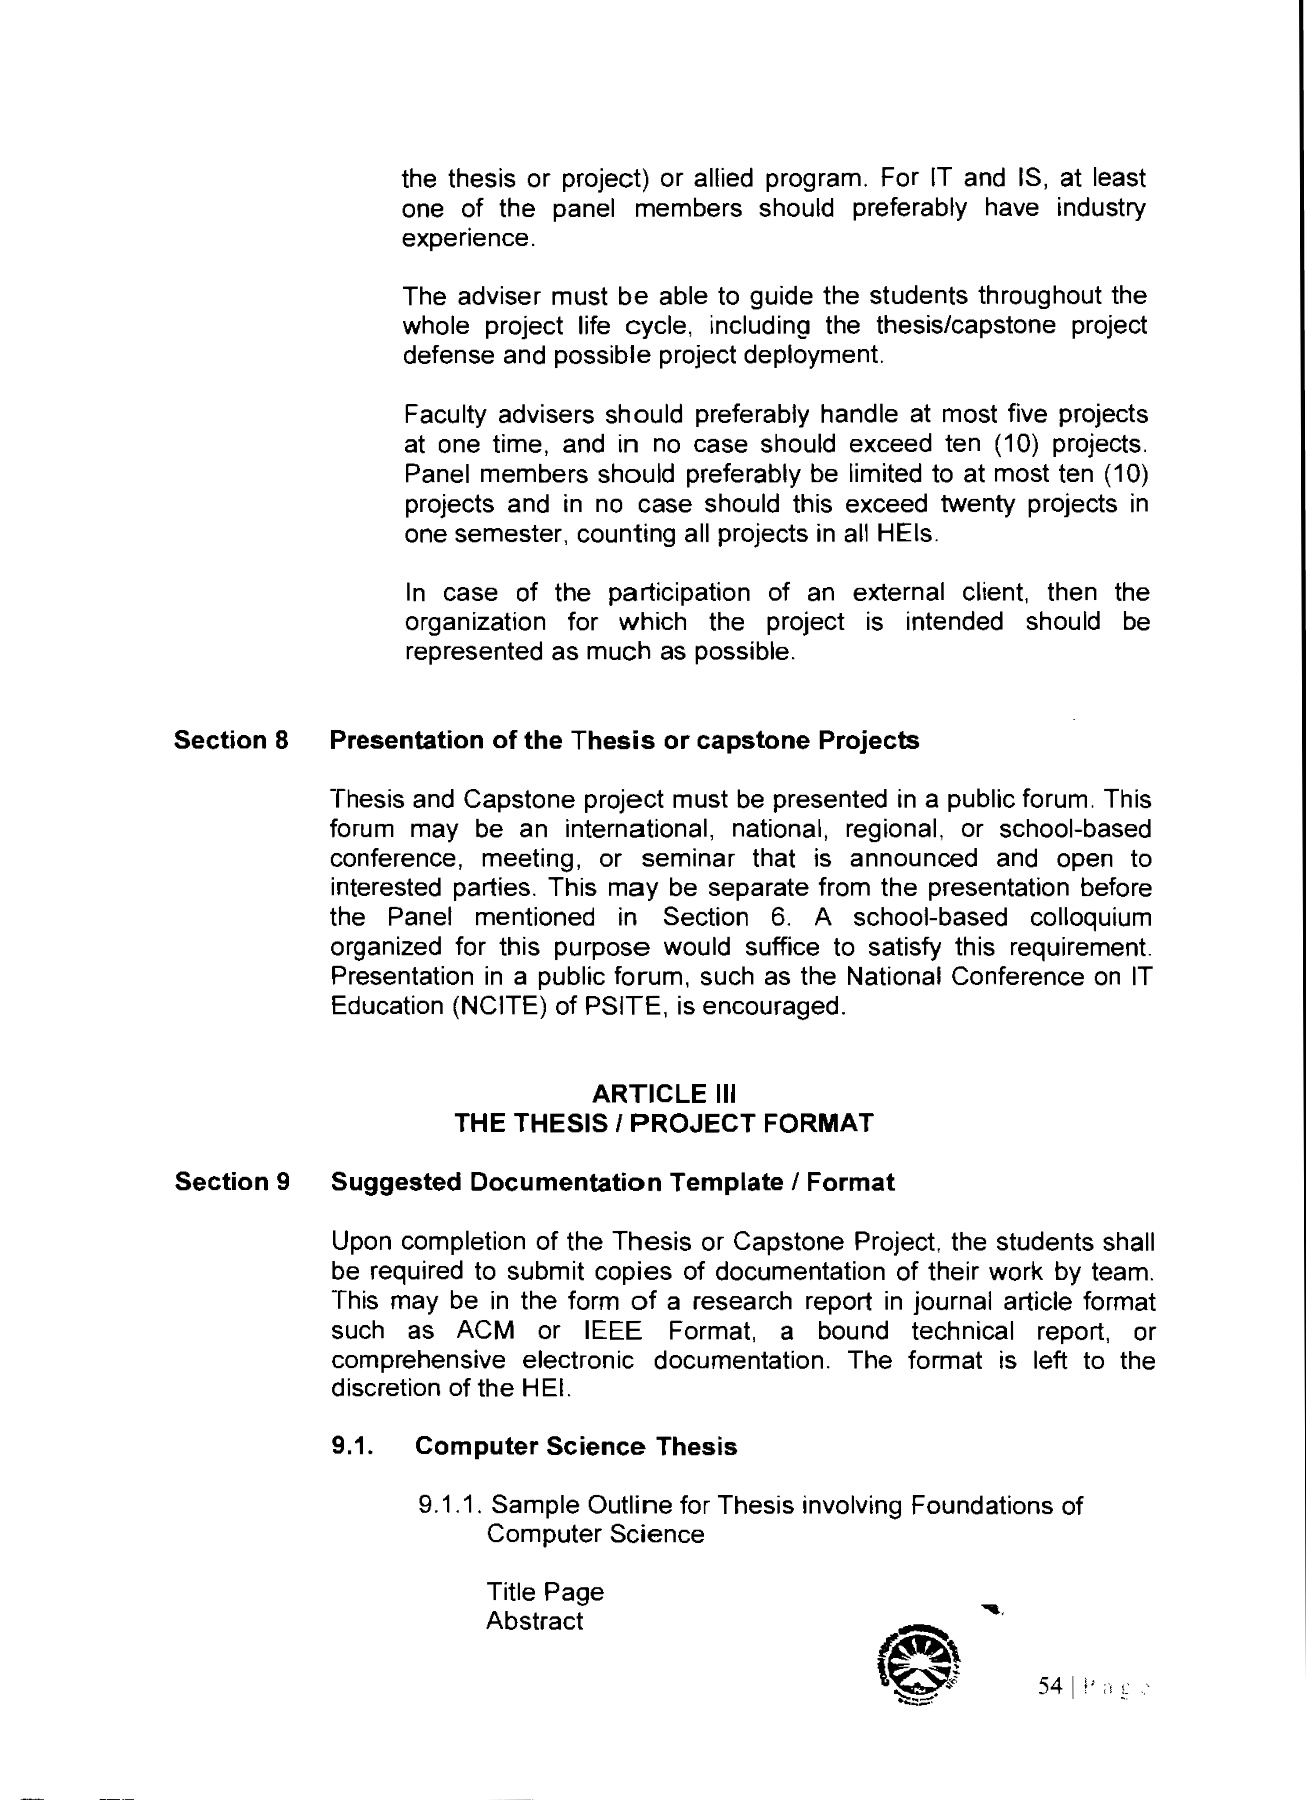 the thesis or project) or allied program. For IT and IS, at least
one of the panel members should preferably have industry
experience.
The adviser must be able to guide the students throughout the
whole project life cycle, including the thesis/capstone project
defense and possible project deployment.
Faculty advisers should preferably handle at most five projects
at one time, and in no case should exceed ten (10) projects.
Panel members should preferably be limited to at most ten (10)
projects and in no case should this exceed twenty projects in
one semester, counting all projects in all HEIs.
In case of the participation of an external client, then the
organization for which the project is intended should be
represented as much as possible.
Section 8 Presentation of the Thesis or capstone Projects
Thesis and Capstone project must be presented in a public forum. This
forum may be an international, national, regional, or school-based
conference, meeting, or seminar that is announced and open to
interested parties. This may be separate from the presentation before
the Panel mentioned in Section 6. A school-based colloquium
organized for this purpose would suffice to satisfy this requirement.
Presentation in a public forum, such as the National Conference on IT
Education (NCITE) of PSITE, is encouraged.
ARTICLE III
THE THESIS / PROJECT FORMAT
Section 9 Suggested Documentation Template / Format
Upon completion of the Thesis or Capstone Project, the students shall
be required to submit copies of documentation of their work by team.
This may be in the form of a research report in journal article format
such as ACM or IEEE Format, a bound technical report, or
comprehensive electronic documentation. The format is left to the
discretion of the HEI.
9.1. Computer Science Thesis
9.1.1. Sample Outline for Thesis involving Foundations of
Computer Science
Title Page
Abstract
54 | Page